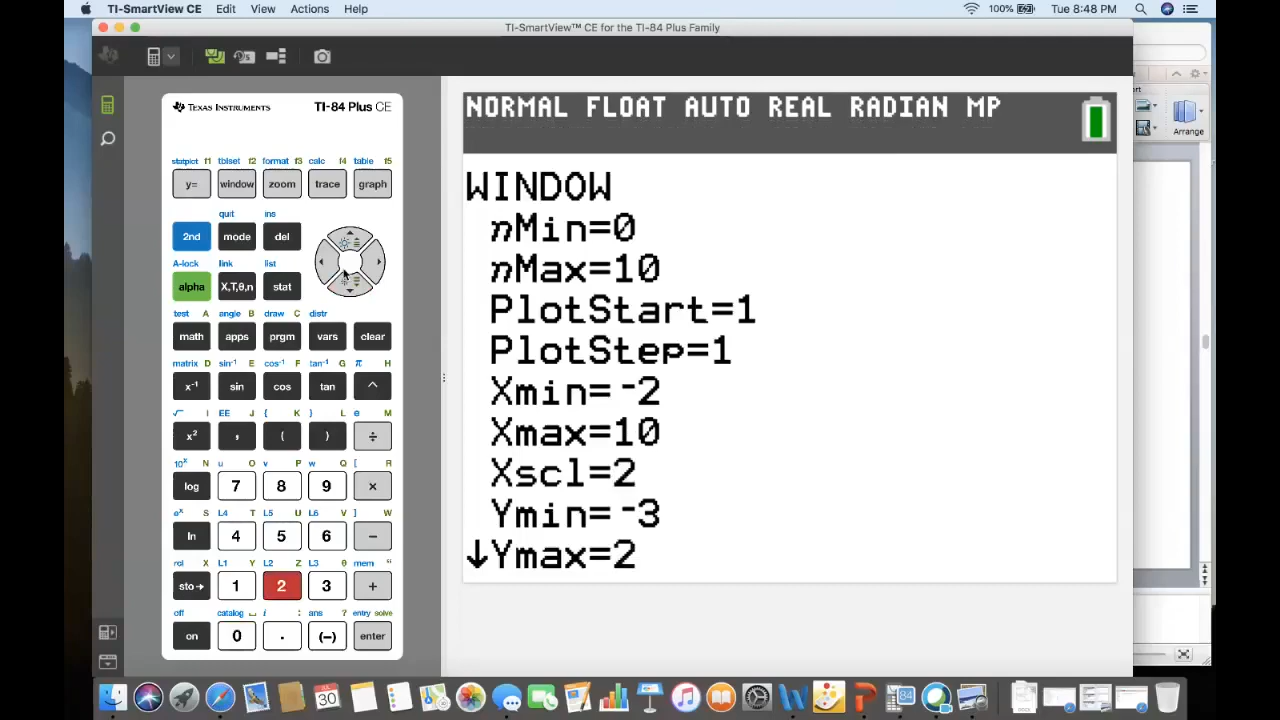 TI-SmartView CE Edit View Actions Help 100% Tue 8:48 PM
TI-SmartView™ CE for the TI-84 Plus Family
TEXAS INSTRUMENTS TI-84 Plus CE
statplot f1 tblset f2 format f3 calc f4 table f5
y= window zoom trace graph
quit ins
2nd mode del
A-lock link list
alpha X,T,θ,n stat
test A angle B draw C distr
math apps prgm vars clear
matrix D sin⁻¹ E cos⁻¹ F tan⁻¹ G π H
x⁻¹ sin cos tan ^
√ I EE J { K } L e M
x² , ( ) ÷
10ˣ N u O v P w Q [ R
log 7 8 9 ×
eˣ S L4 T L5 U L6 V ] W
ln 4 5 6 −
rcl X L1 Y L2 Z L3 θ mem "
sto→ 1 2 3 +
off catalog i : ans ? entry solve
on 0 . (−) enter
NORMAL FLOAT AUTO REAL RADIAN MP
WINDOW
nMin=0
nMax=10
PlotStart=1
PlotStep=1
Xmin=-2
Xmax=10
Xscl=2
Ymin=-3
↓Ymax=2
Arrange
JUL
30